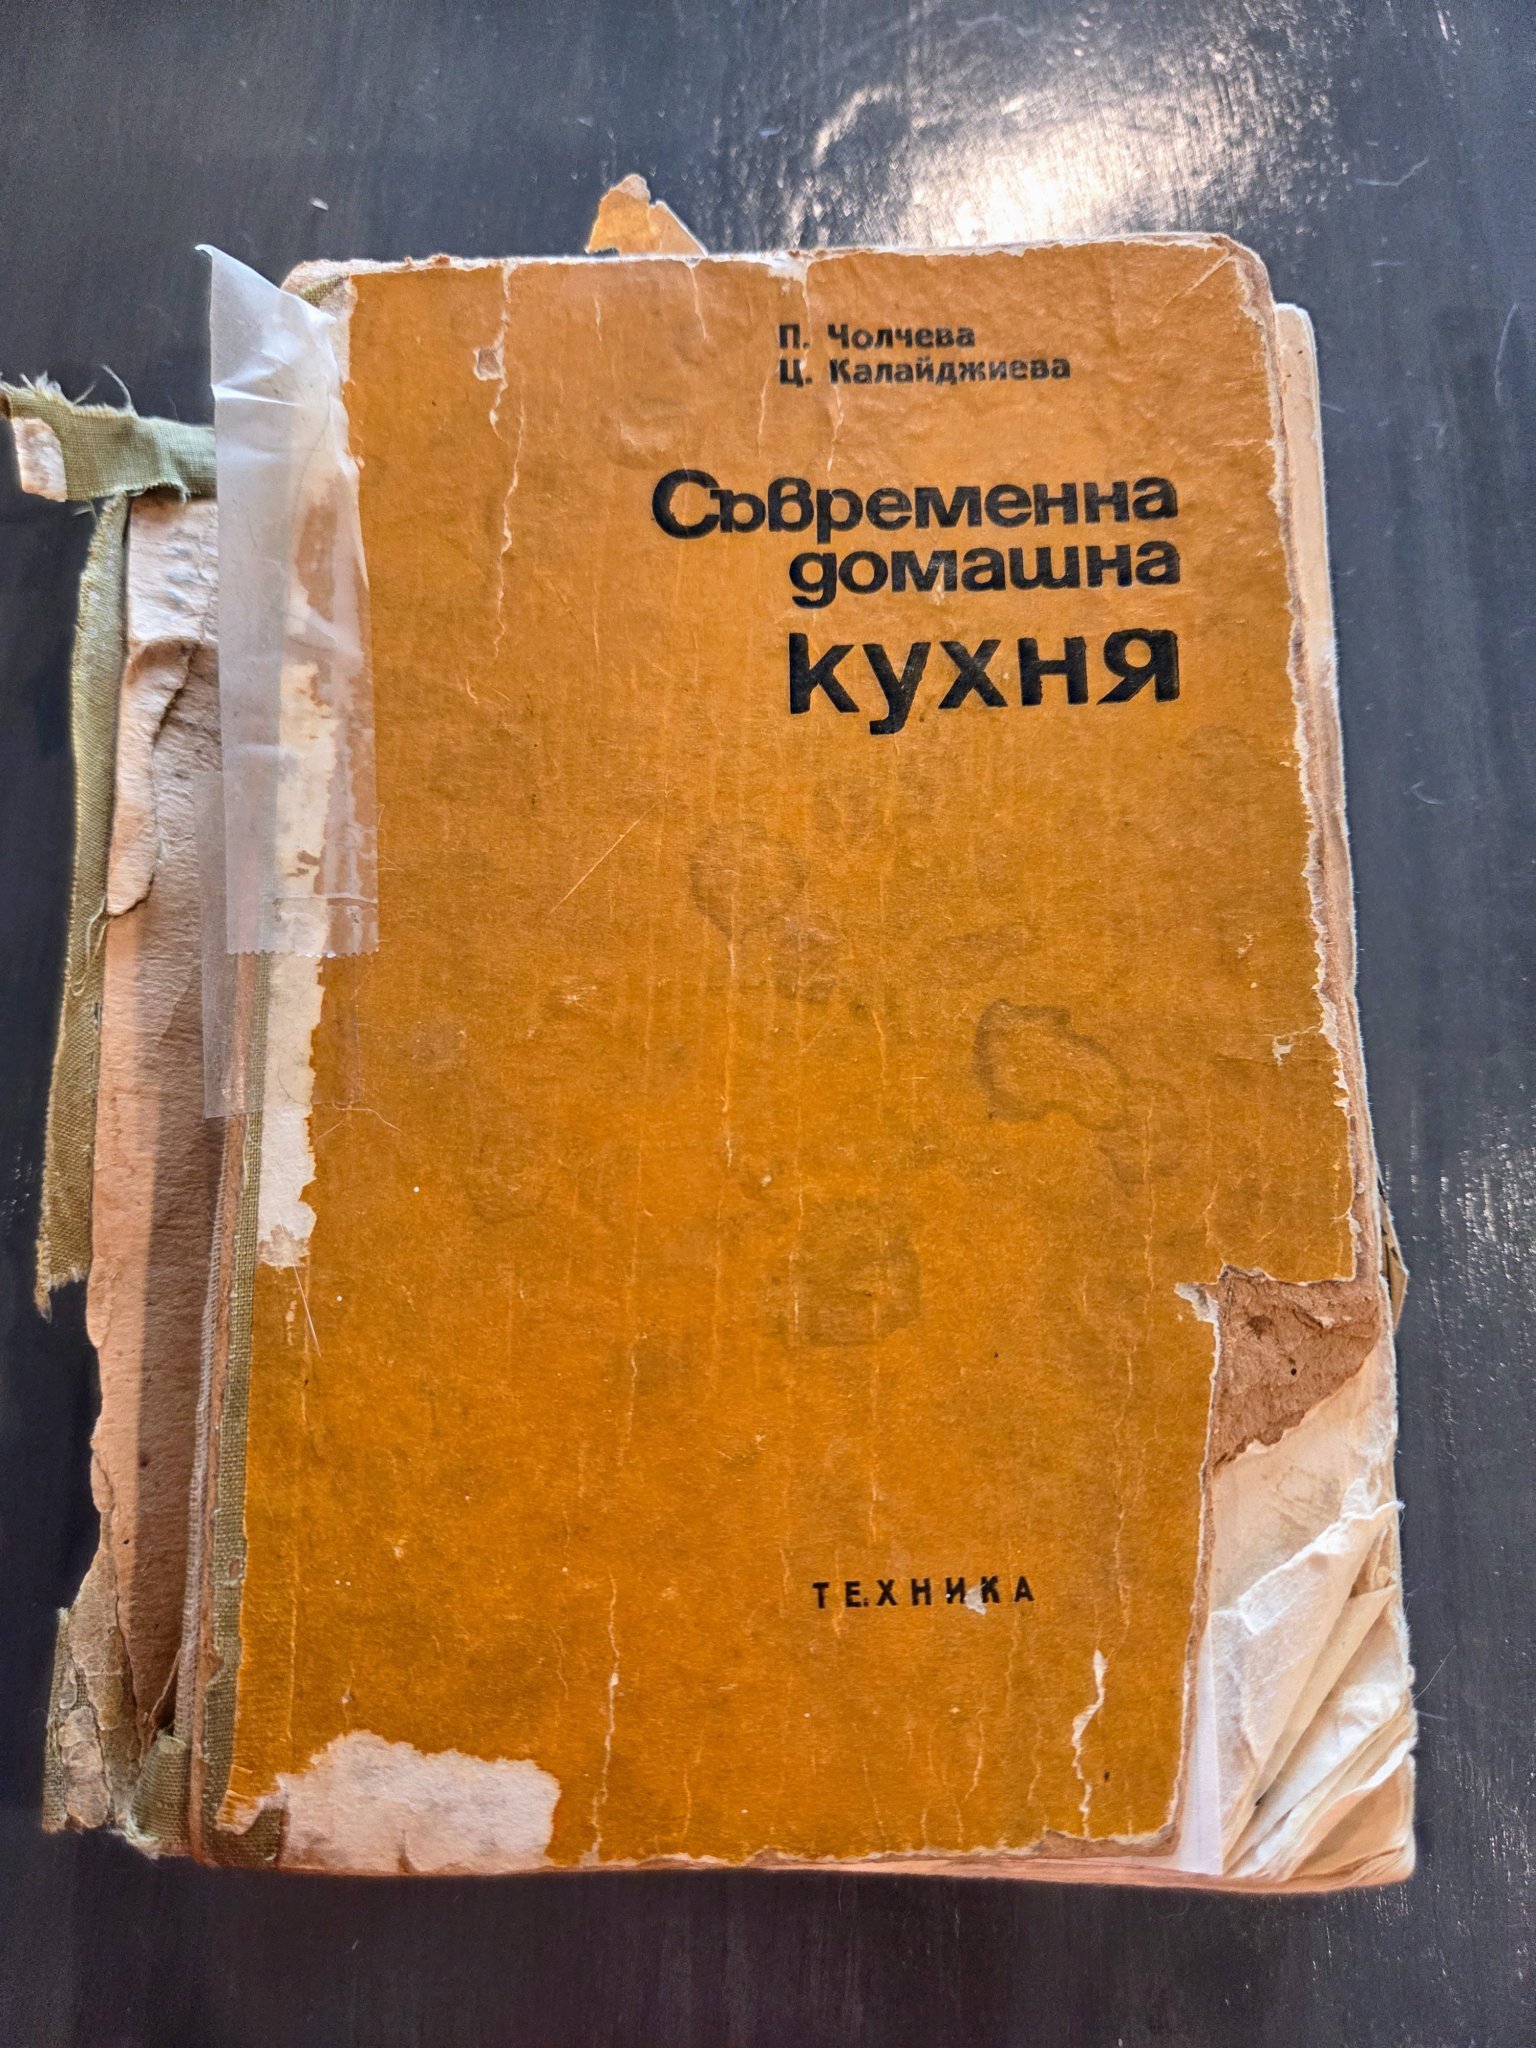 П. Чолчева
Ц. Калайджиева
Съвременна
домашна
кухня
ТЕХНИКА